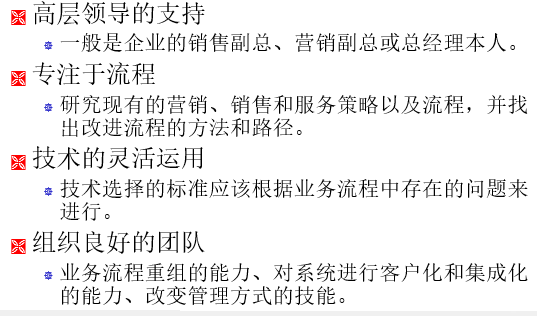 高层领导的支持
一般是企业的销售副总、营销副总或总经理本人。
专注于流程
研究现有的营销、销售和服务策略以及流程，并找
出改进流程的方法和路径。
技术的灵活运用
技术选择的标准应该根据业务流程中存在的问题来
进行。
组织良好的团队
业务流程重组的能力、对系统进行客户化和集成化
的能力、改变管理方式的技能。